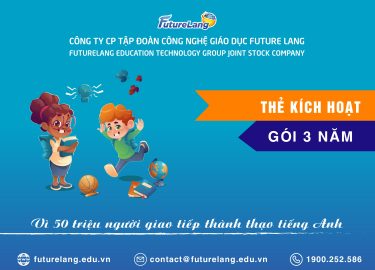 FutureLang
CÔNG TY CP TẬP ĐOÀN CÔNG NGHỆ GIÁO DỤC FUTURE LANG
FUTURELANG EDUCATION TECHNOLOGY GROUP JOINT STOCK COMPANY
THẺ KÍCH HOẠT
GÓI 3 NĂM
Vì 50 triệu người giao tiếp thành thạo tiếng Anh
futurelang.edu.vn
contact@futurelang.edu.vn
1900.252.586